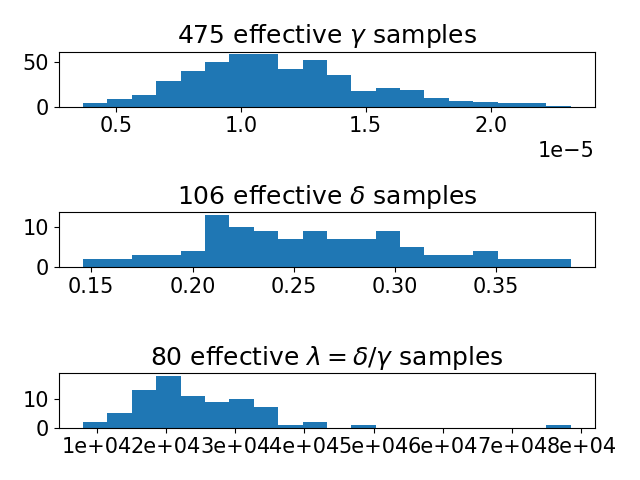 475 effective γ samples
50
0
0.5 1.0 1.5 2.0
1e−5
106 effective δ samples
10
0
0.15 0.20 0.25 0.30 0.35
80 effective λ = δ/γ samples
10
0
1e+042e+043e+044e+045e+046e+047e+048e+04